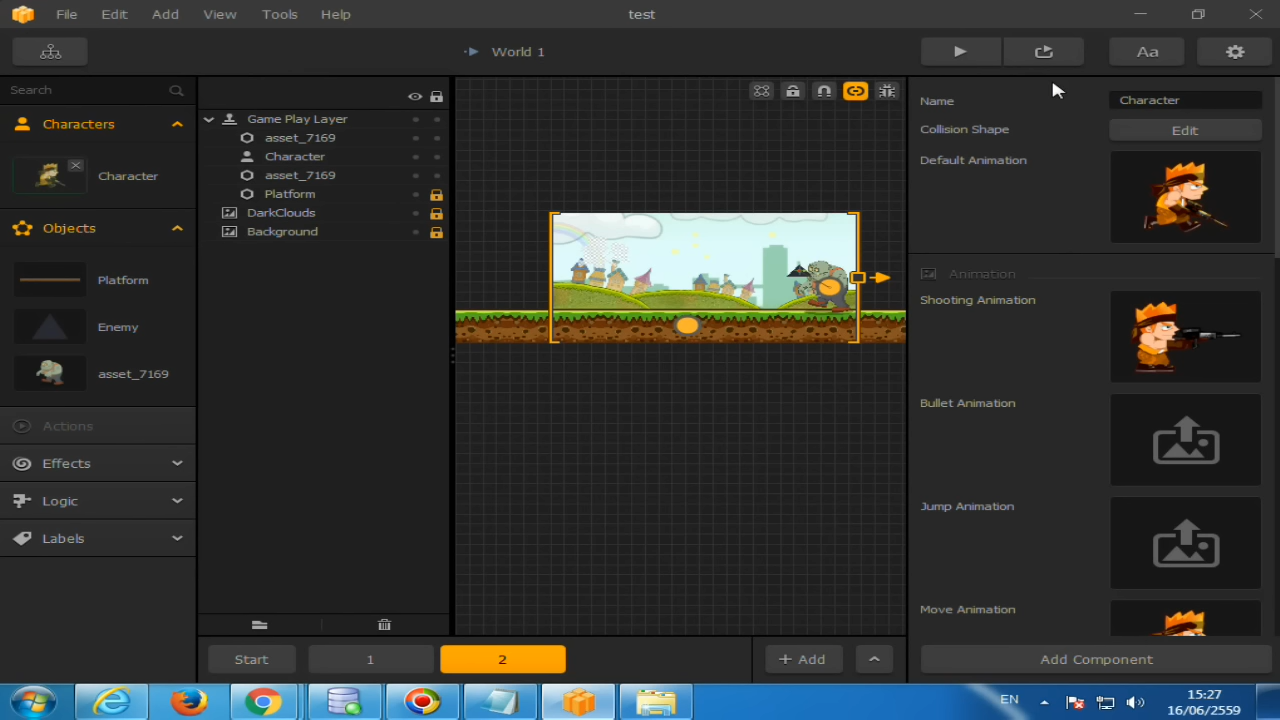 File Edit Add View Tools Help test
World 1 Aa
Search
Characters
Character
Objects
Platform
Enemy
asset_7169
Actions
Effects
Logic
Labels
Game Play Layer
asset_7169
Character
asset_7169
Platform
DarkClouds
Background
Name Character
Collision Shape Edit
Default Animation
Animation
Shooting Animation
Bullet Animation
Jump Animation
Move Animation
Start 1 2 + Add Add Component
EN 15:27
16/06/2559